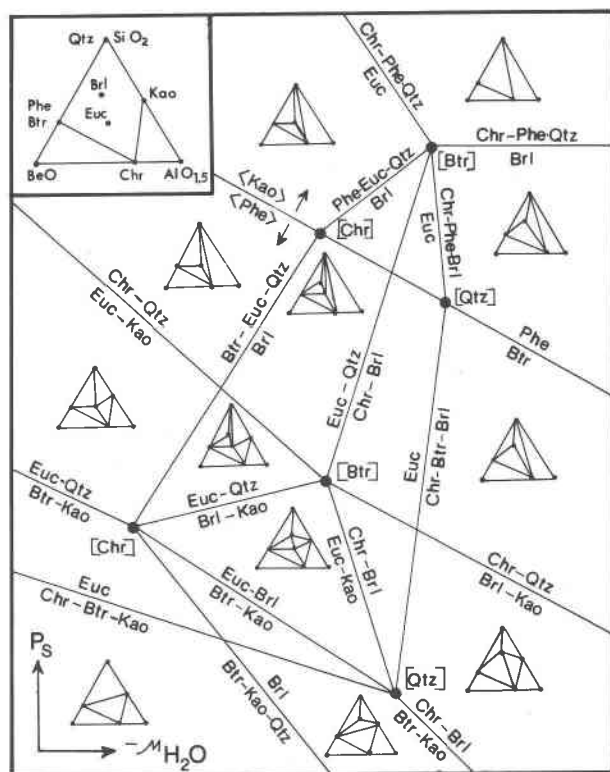 Qtz SiO₂
Brl
Kao
Phe
Btr
Euc
BeO Chr AlO₁,₅
Chr-Phe-Qtz
Euc
Chr-Phe-Qtz
Brl
[Btr]
Phe-Euc-Qtz
Brl
⟨Kao⟩
⟨Phe⟩
[Chr]
Chr-Phe-Brl
Euc
[Qtz]
Phe
Btr
Chr-Qtz
Euc-Kao
Btr-Euc-Qtz
Brl
Euc-Qtz
Chr-Brl
Euc
Chr-Btr-Brl
[Btr]
Euc-Qtz
Brl-Kao
Euc-Qtz
Btr-Kao
[Chr]
Chr-Brl
Euc-Kao
Chr-Qtz
Brl-Kao
Euc
Chr-Btr-Kao
Euc-Brl
Btr-Kao
[Qtz]
Brl
Btr-Kao-Qtz
Chr-Brl
Btr-Kao
P_S
-μH₂O